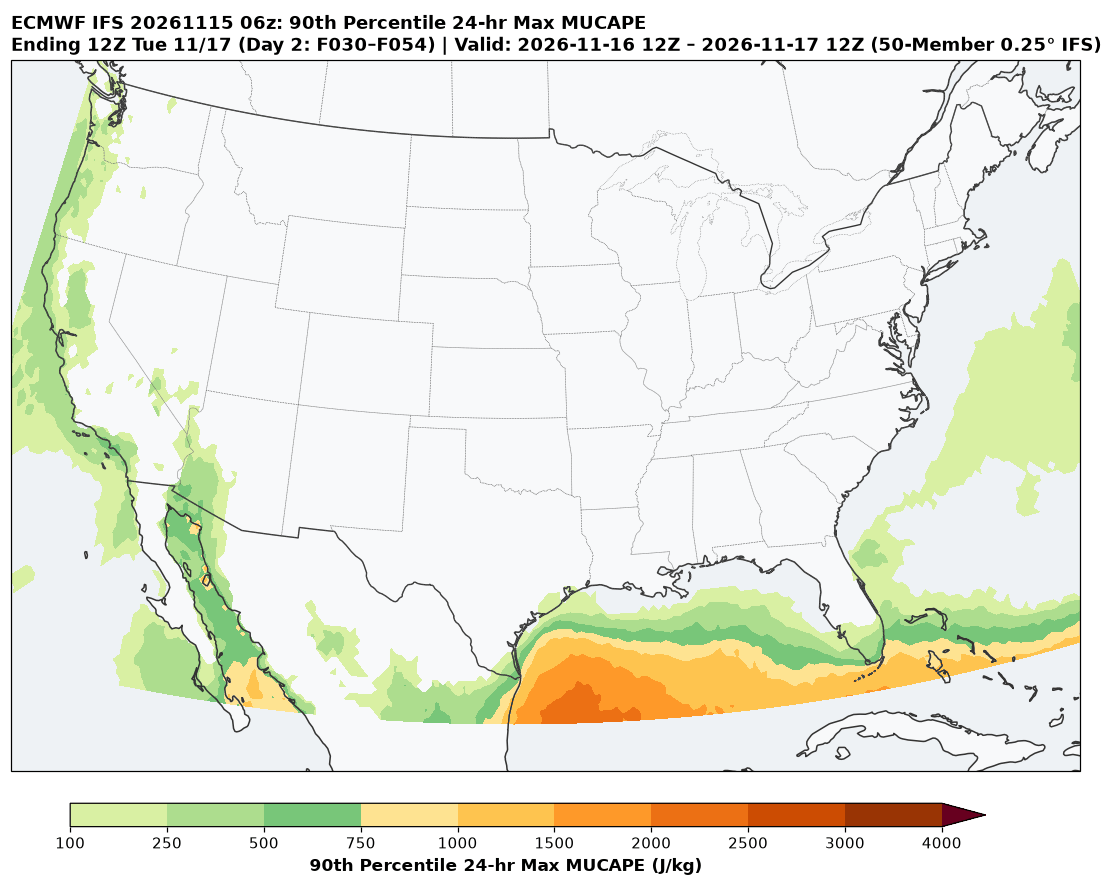 ECMWF IFS 20261115 06z: 90th Percentile 24-hr Max MUCAPE
Ending 12Z Tue 11/17 (Day 2: F030–F054) | Valid: 2026-11-16 12Z – 2026-11-17 12Z (50-Member 0.25° IFS)
100 250 500 750 1000 1500 2000 2500 3000 4000
90th Percentile 24-hr Max MUCAPE (J/kg)